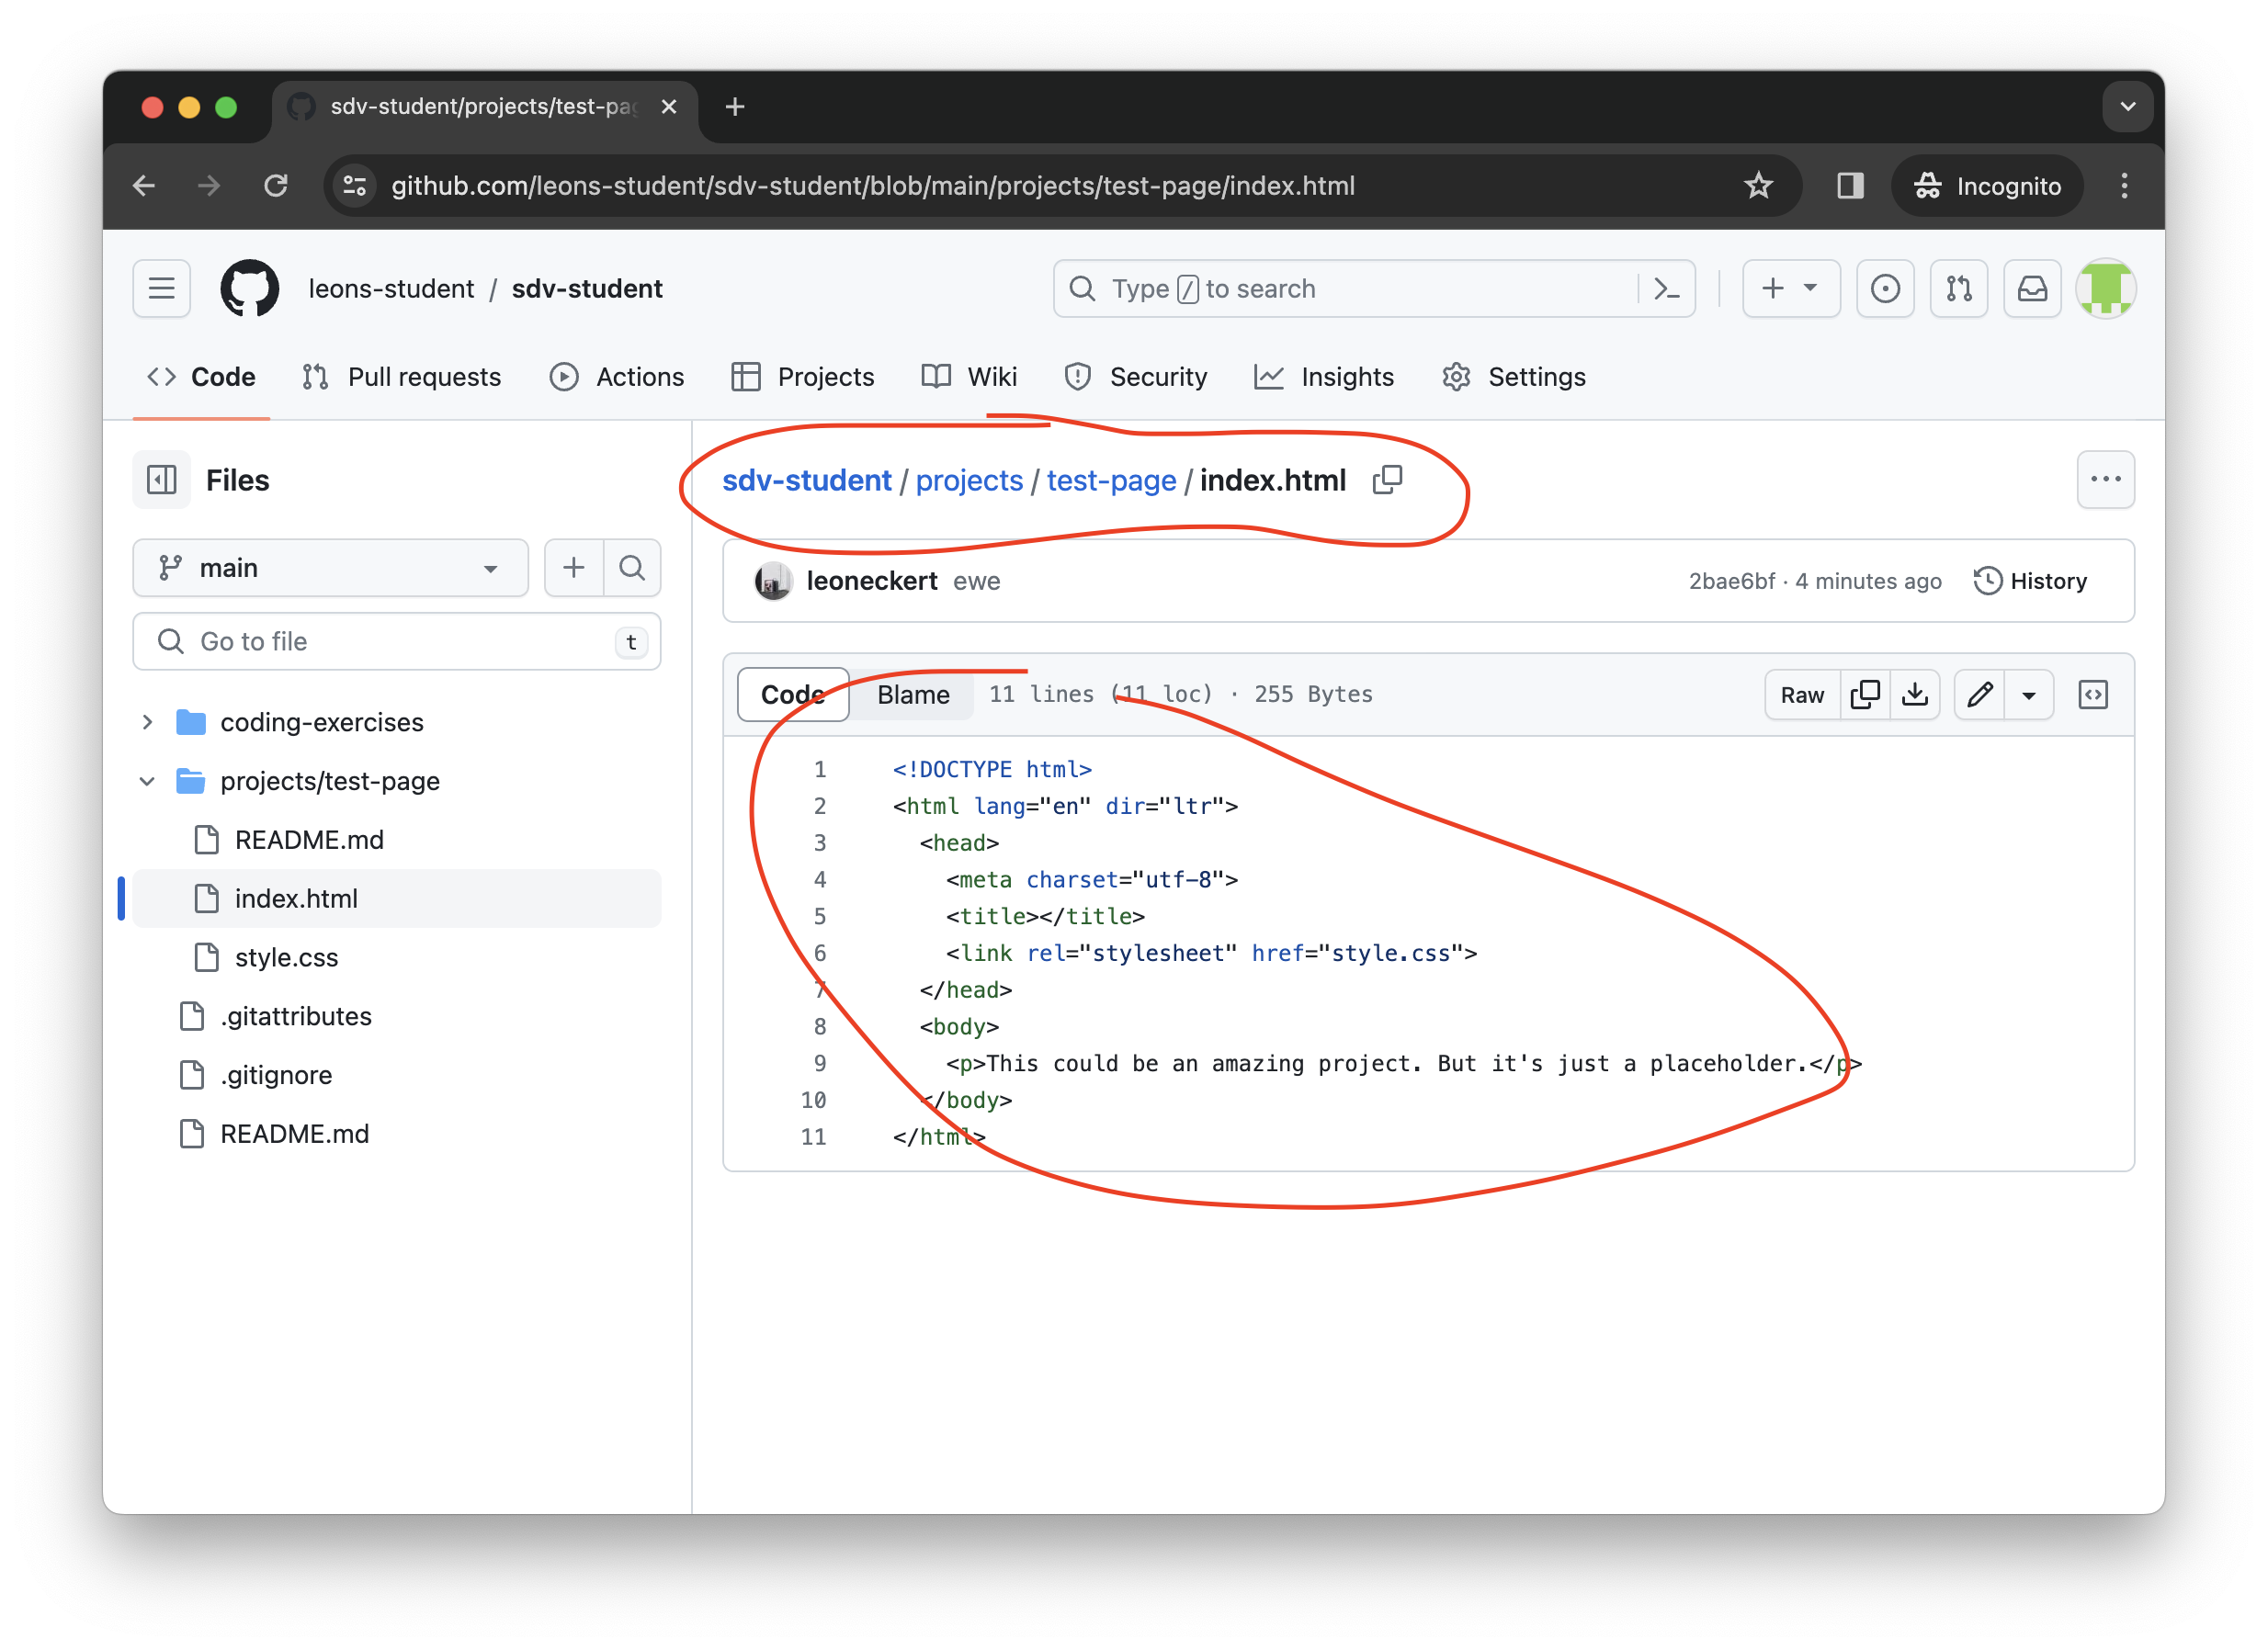 sdv-student/projects/test-pag
github.com/leons-student/sdv-student/blob/main/projects/test-page/index.html
Incognito
leons-student / sdv-student
Type / to search
Code Pull requests Actions Projects Wiki Security Insights Settings
Files
main
Go to file t
coding-exercises
projects/test-page
README.md
index.html
style.css
.gitattributes
.gitignore
README.md
sdv-student / projects / test-page / index.html
leoneckert ewe 2bae6bf · 4 minutes ago History
Code Blame 11 lines (11 loc) · 255 Bytes Raw
1 <!DOCTYPE html>
2 <html lang="en" dir="ltr">
3 <head>
4 <meta charset="utf-8">
5 <title></title>
6 <link rel="stylesheet" href="style.css">
7 </head>
8 <body>
9 <p>This could be an amazing project. But it's just a placeholder.</p>
10 </body>
11 </html>